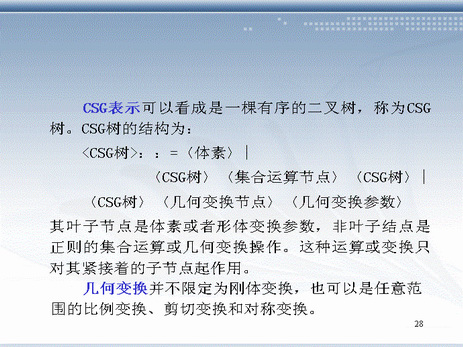 CSG表示可以看成是一棵有序的二叉树，称为CSG
树。CSG树的结构为：
<CSG树>：：=〈体素〉|
〈CSG树〉〈集合运算节点〉〈CSG树〉|
〈CSG树〉〈几何变换节点〉〈几何变换参数〉
其叶子节点是体素或者形体变换参数，非叶子结点是
正则的集合运算或几何变换操作。这种运算或变换只
对其紧接着的子节点起作用。
几何变换并不限定为刚体变换，也可以是任意范
围的比例变换、剪切变换和对称变换。
28